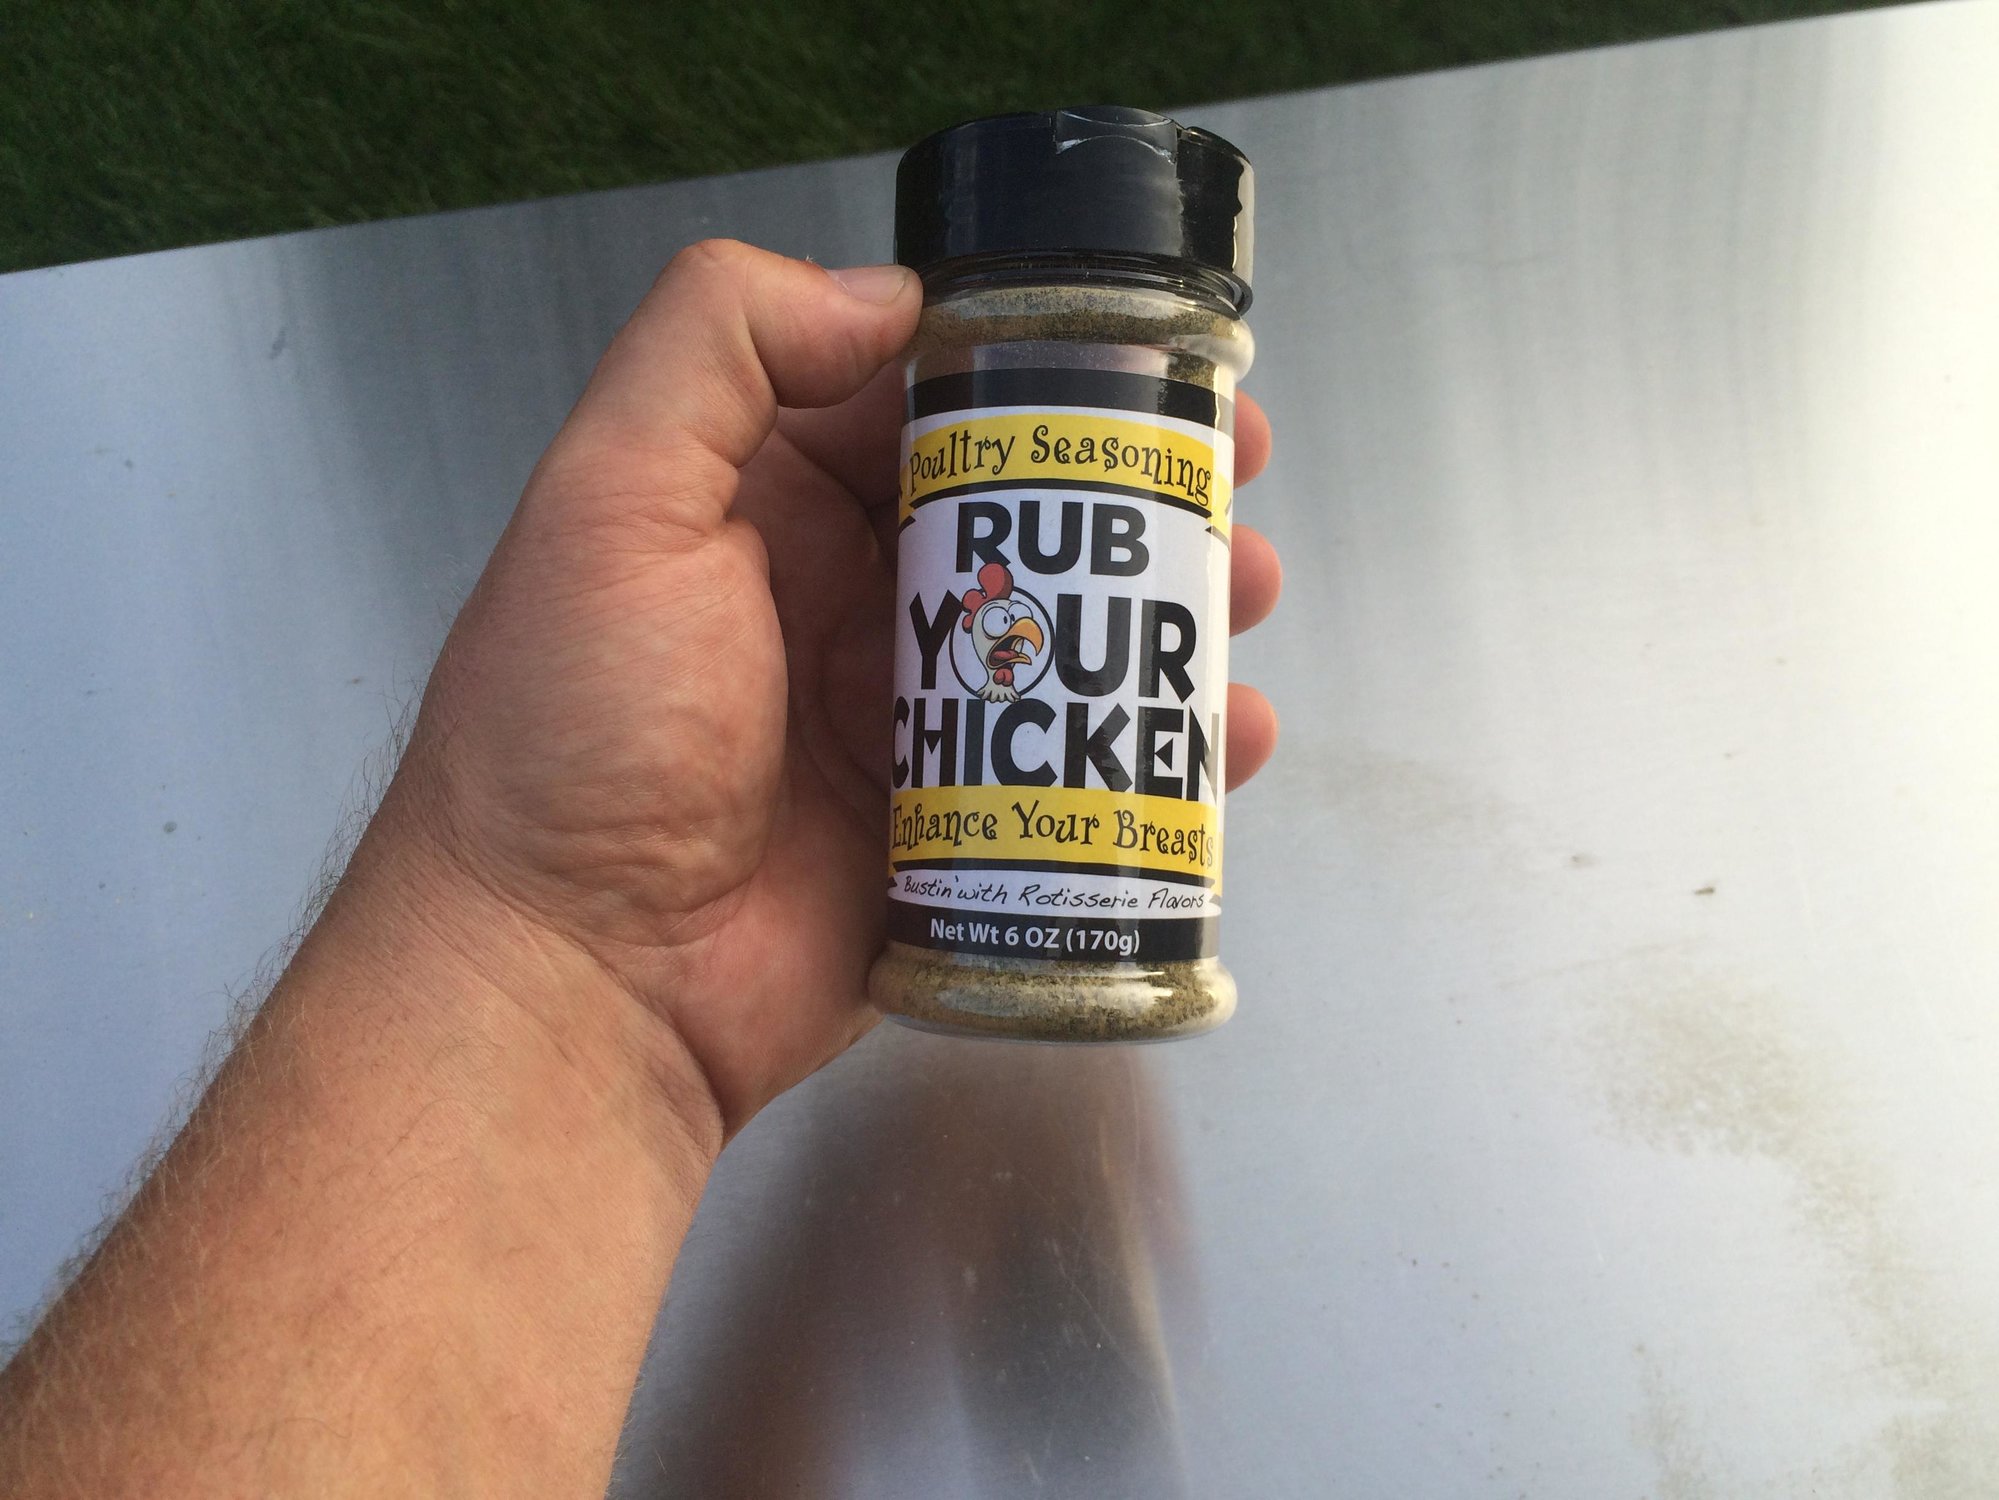 Poultry Seasoning
RUB
YOUR
CHICKEN
Enhance Your Breasts
Bustin' with Rotisserie Flavors
Net Wt 6 OZ (170g)